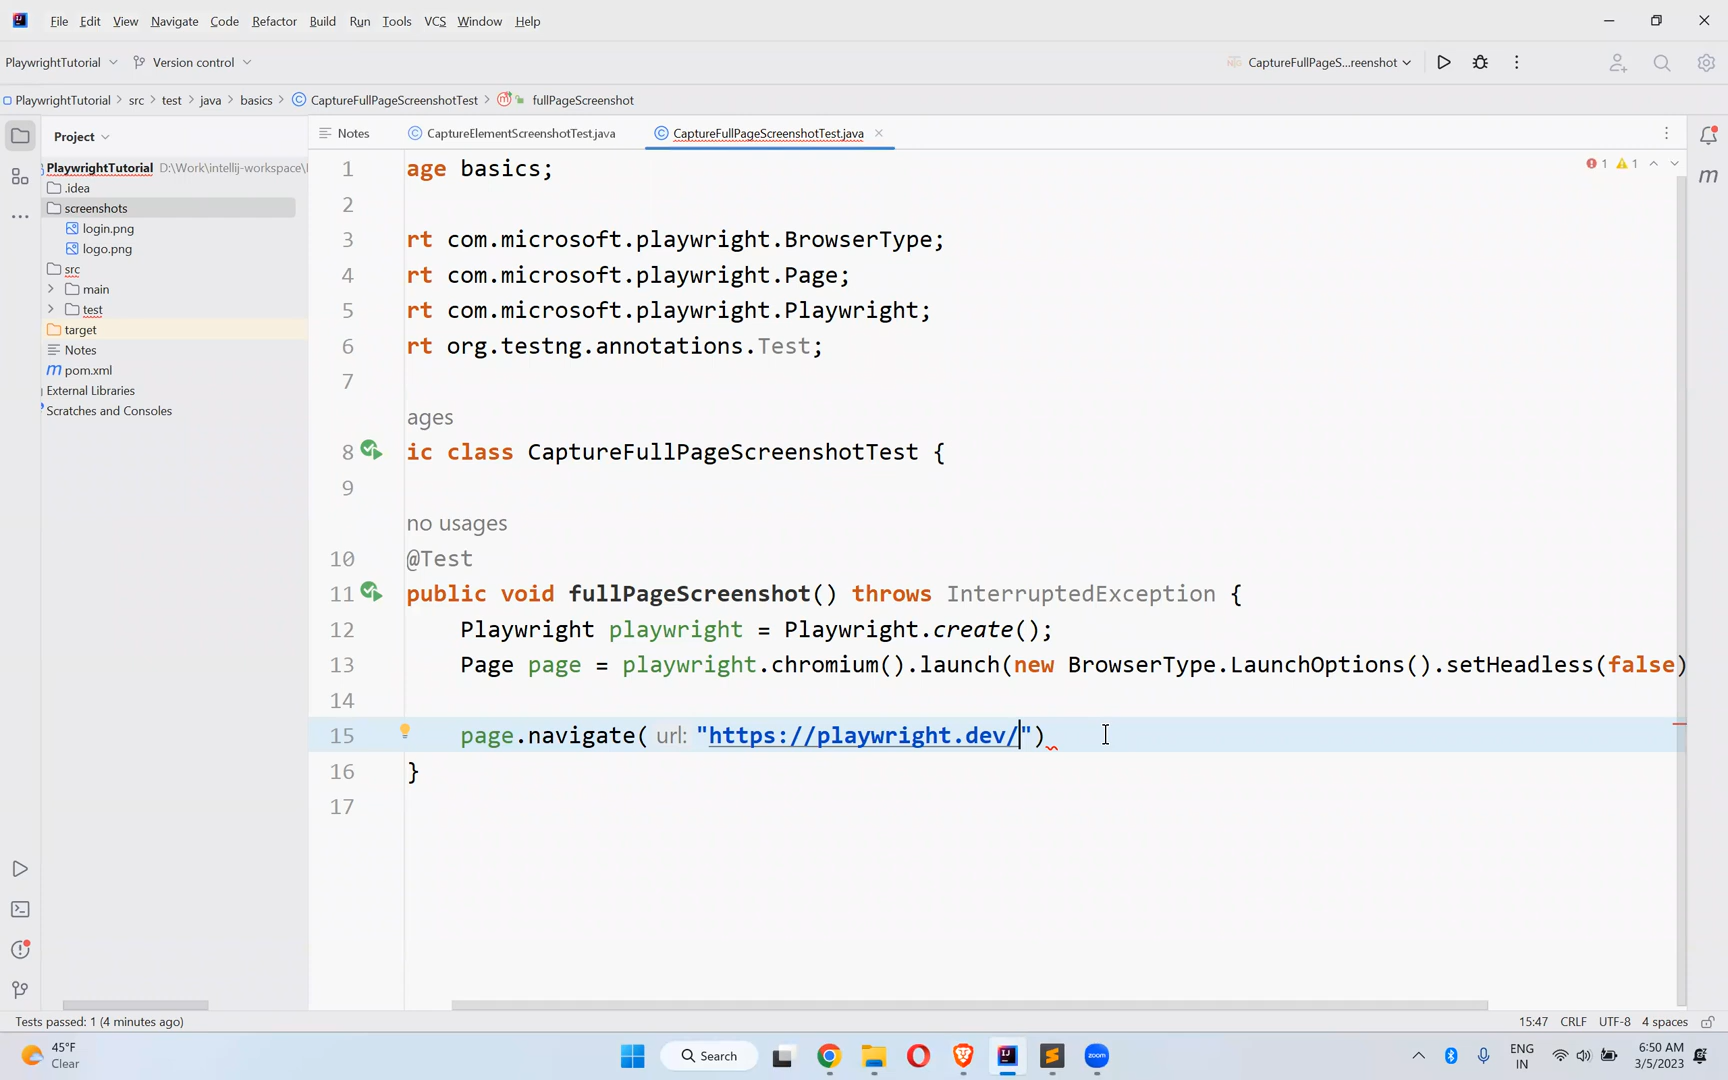 File Edit View Navigate Code Refactor Build Run Tools VCS Window Help
PlaywrightTutorial Version control CaptureFullPageS...reenshot
PlaywrightTutorial src test java basics CaptureFullPageScreenshotTest fullPageScreenshot
Project
Notes CaptureElementScreenshotTest.java CaptureFullPageScreenshotTest.java
PlaywrightTutorial D:\Work\intellij-workspace\
.idea
screenshots
login.png
logo.png
src
main
test
target
Notes
m pom.xml
External Libraries
Scratches and Consoles
1 1
m
1 age basics;
2
3 rt com.microsoft.playwright.BrowserType;
4 rt com.microsoft.playwright.Page;
5 rt com.microsoft.playwright.Playwright;
6 rt org.testng.annotations.Test;
7
ages
8 ic class CaptureFullPageScreenshotTest {
9
no usages
10 @Test
11 public void fullPageScreenshot() throws InterruptedException {
12 Playwright playwright = Playwright.create();
13 Page page = playwright.chromium().launch(new BrowserType.LaunchOptions().setHeadless(false)
14
15 page.navigate( url: "https://playwright.dev/")
16 }
17
Tests passed: 1 (4 minutes ago) 15:47 CRLF UTF-8 4 spaces
45°F
Clear
Search
zoom
ENG
IN
6:50 AM
3/5/2023